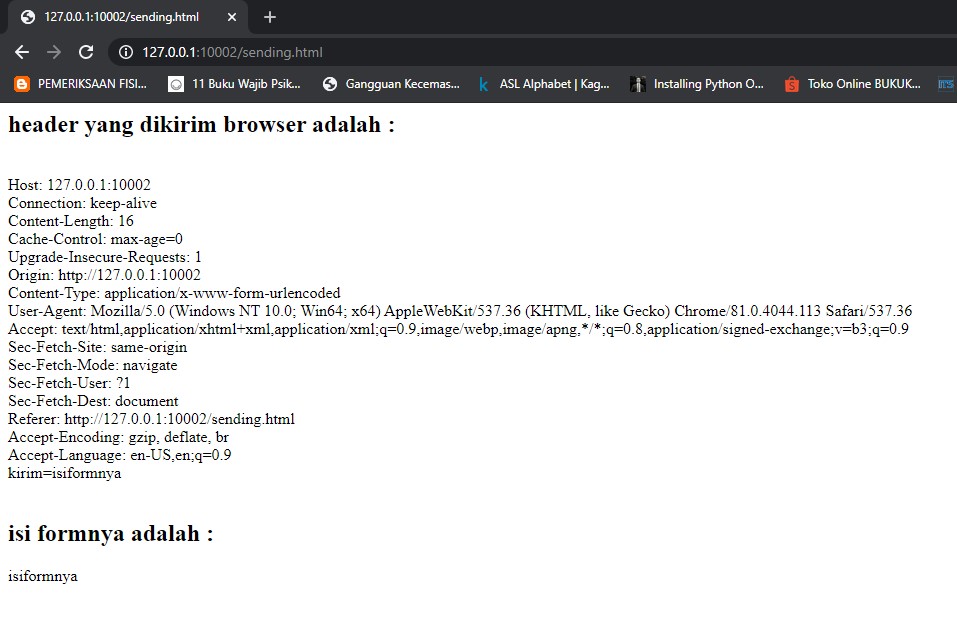 127.0.0.1:10002/sending.html
127.0.0.1:10002/sending.html
PEMERIKSAAN FISI... 11 Buku Wajib Psik... Gangguan Kecemas... ASL Alphabet | Kag... Installing Python O... Toko Online BUKUK...
header yang dikirim browser adalah :
Host: 127.0.0.1:10002
Connection: keep-alive
Content-Length: 16
Cache-Control: max-age=0
Upgrade-Insecure-Requests: 1
Origin: http://127.0.0.1:10002
Content-Type: application/x-www-form-urlencoded
User-Agent: Mozilla/5.0 (Windows NT 10.0; Win64; x64) AppleWebKit/537.36 (KHTML, like Gecko) Chrome/81.0.4044.113 Safari/537.36
Accept: text/html,application/xhtml+xml,application/xml;q=0.9,image/webp,image/apng,*/*;q=0.8,application/signed-exchange;v=b3;q=0.9
Sec-Fetch-Site: same-origin
Sec-Fetch-Mode: navigate
Sec-Fetch-User: ?1
Sec-Fetch-Dest: document
Referer: http://127.0.0.1:10002/sending.html
Accept-Encoding: gzip, deflate, br
Accept-Language: en-US,en;q=0.9
kirim=isiformnya
isi formnya adalah :
isiformnya